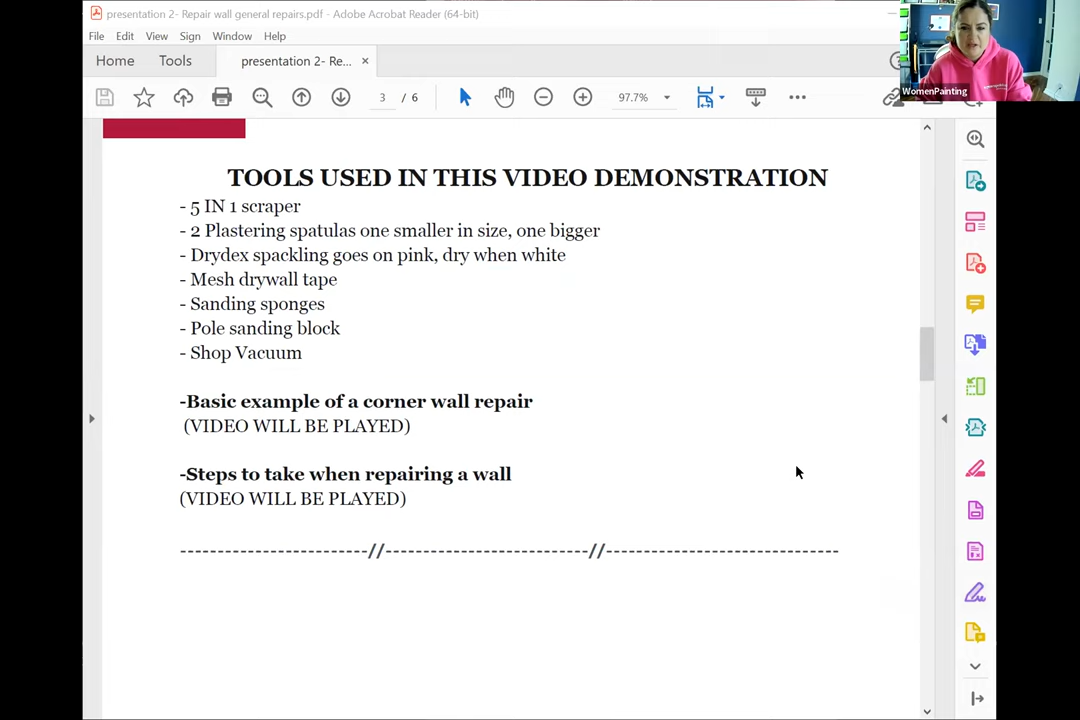 presentation 2- Repair wall general repairs.pdf - Adobe Acrobat Reader (64-bit)
File Edit View Sign Window Help
Home Tools presentation 2- Re... ×
3 / 6 97.7%
WomenPainting
TOOLS USED IN THIS VIDEO DEMONSTRATION
- 5 IN 1 scraper
- 2 Plastering spatulas one smaller in size, one bigger
- Drydex spackling goes on pink, dry when white
- Mesh drywall tape
- Sanding sponges
- Pole sanding block
- Shop Vacuum
-Basic example of a corner wall repair
(VIDEO WILL BE PLAYED)
-Steps to take when repairing a wall
(VIDEO WILL BE PLAYED)
-------------------------//---------------------------//-------------------------------